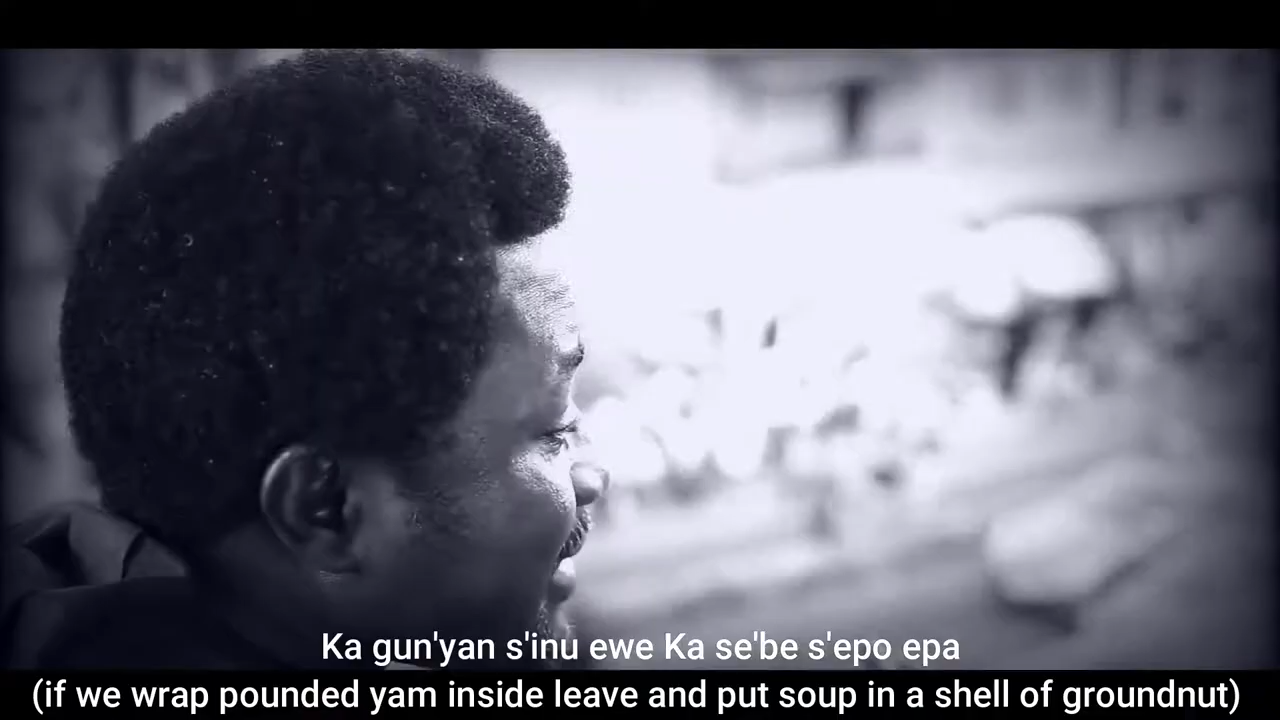 Ka gun'yan s'inu ewe Ka se'be s'epo epa
(if we wrap pounded yam inside leave and put soup in a shell of groundnut)